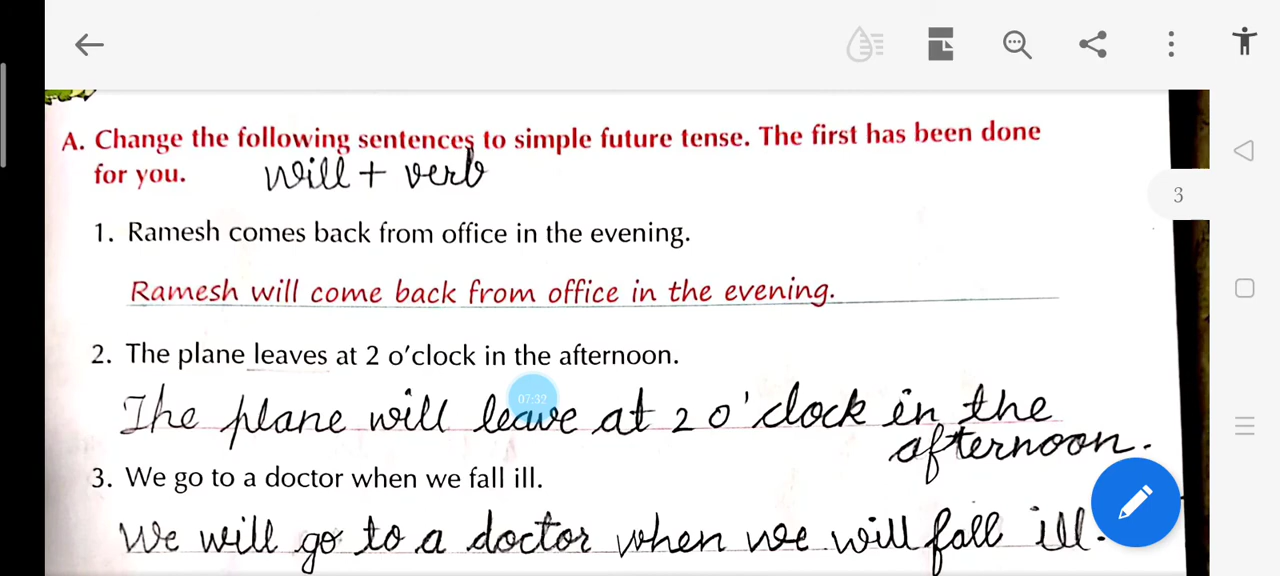 3
A. Change the following sentences to simple future tense. The first has been done
for you. will + verb
1. Ramesh comes back from office in the evening.
Ramesh will come back from office in the evening.
2. The plane leaves at 2 o'clock in the afternoon.
07:32
The plane will leave at 2 o'clock in the
afternoon.
3. We go to a doctor when we fall ill.
We will go to a doctor when we will fall ill.